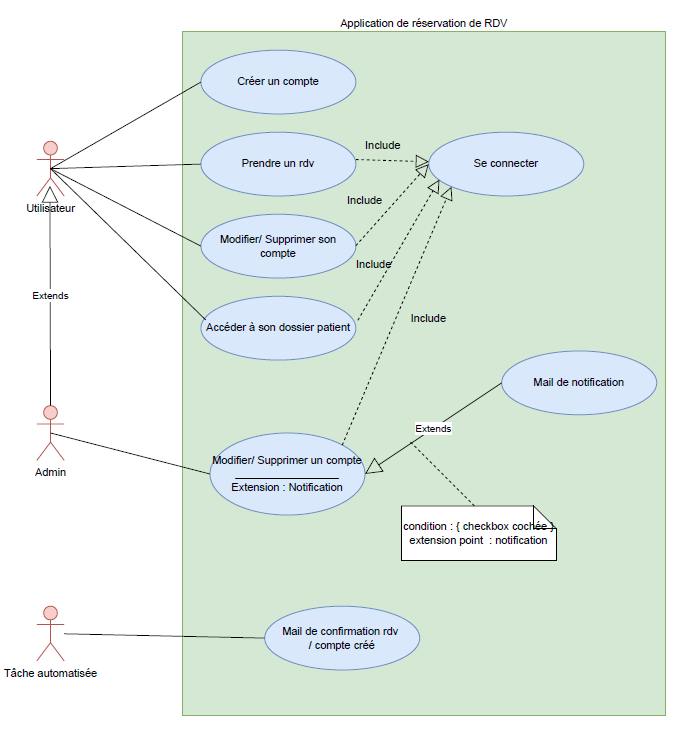 Application de réservation de RDV
Créer un compte
Include
Prendre un rdv
Se connecter
Include
Utilisateur
Modifier/ Supprimer son
compte
Include
Extends
Accéder à son dossier patient
Include
Mail de notification
Extends
Admin
Modifier/ Supprimer un compte
Extension : Notification
condition : { checkbox cochée }
extension point : notification
Mail de confirmation rdv
/ compte créé
Tâche automatisée